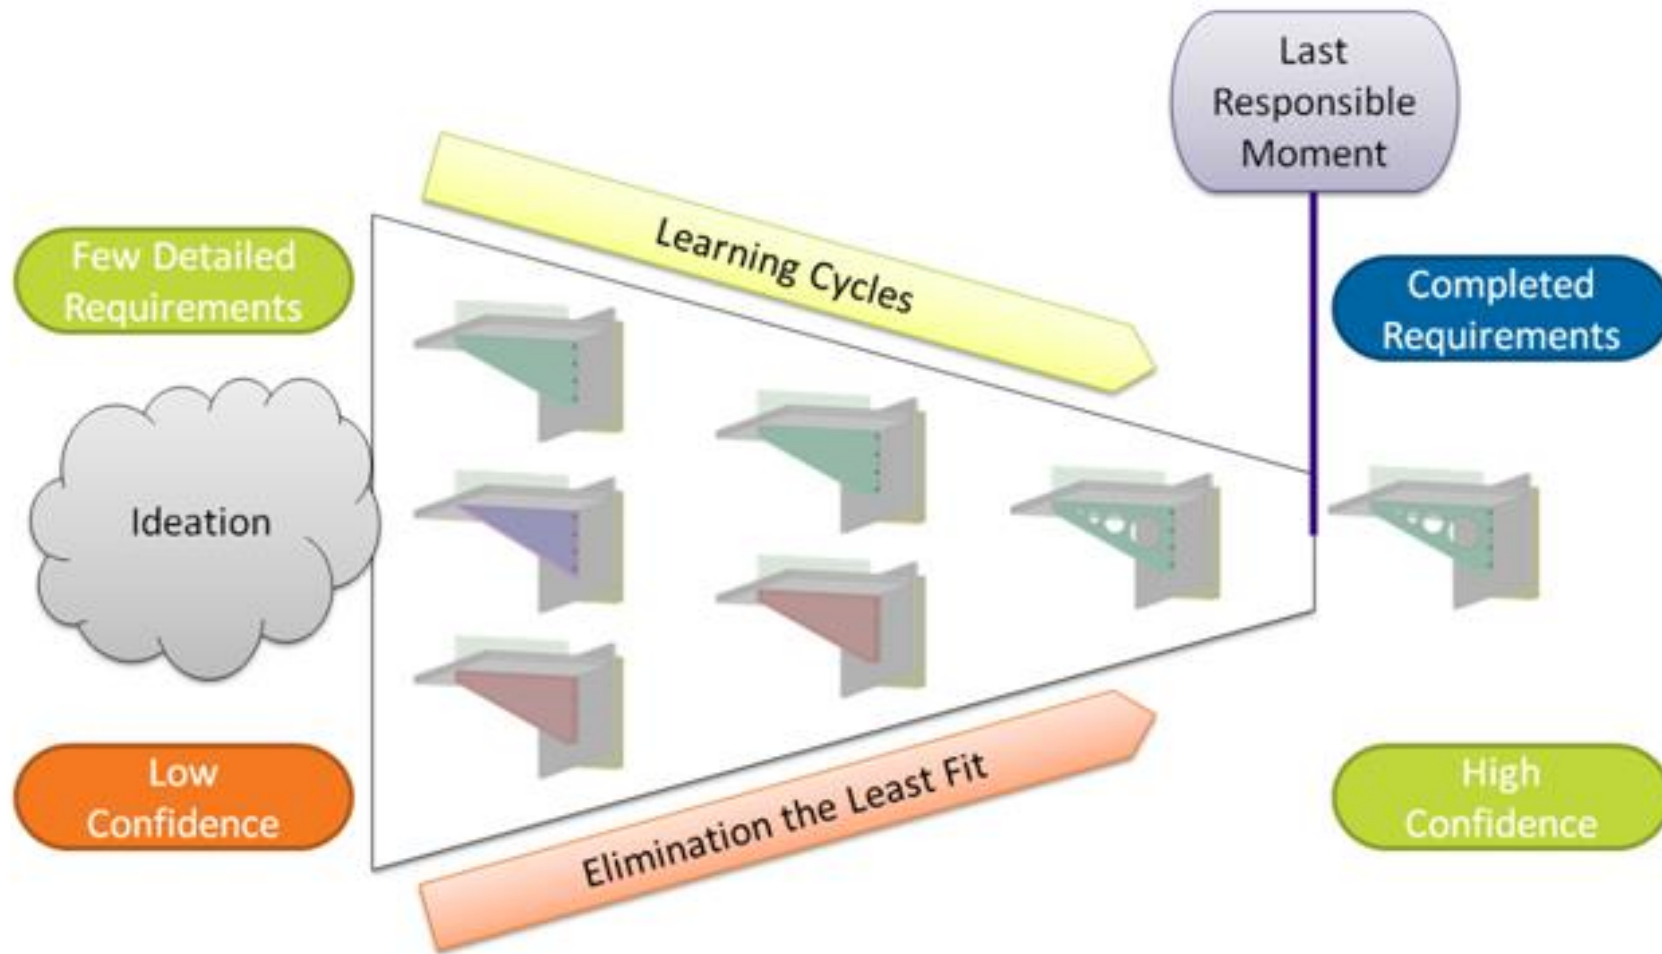 Last
Responsible
Moment
Learning Cycles
Few Detailed
Requirements
Completed
Requirements
Ideation
Low
Confidence
Elimination the Least Fit
High
Confidence